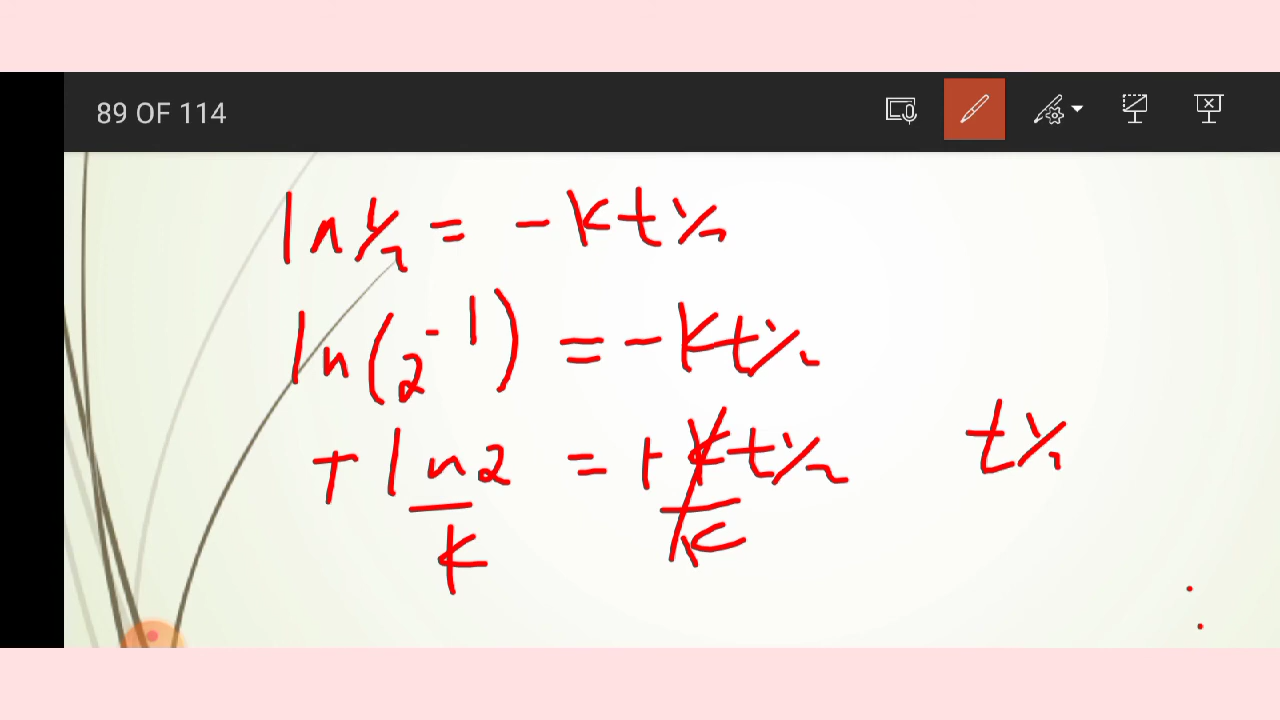 89 OF 114
ln ½ = -kt½
ln(2⁻¹) = -kt½
+ ln2/k = +kt½/k t½